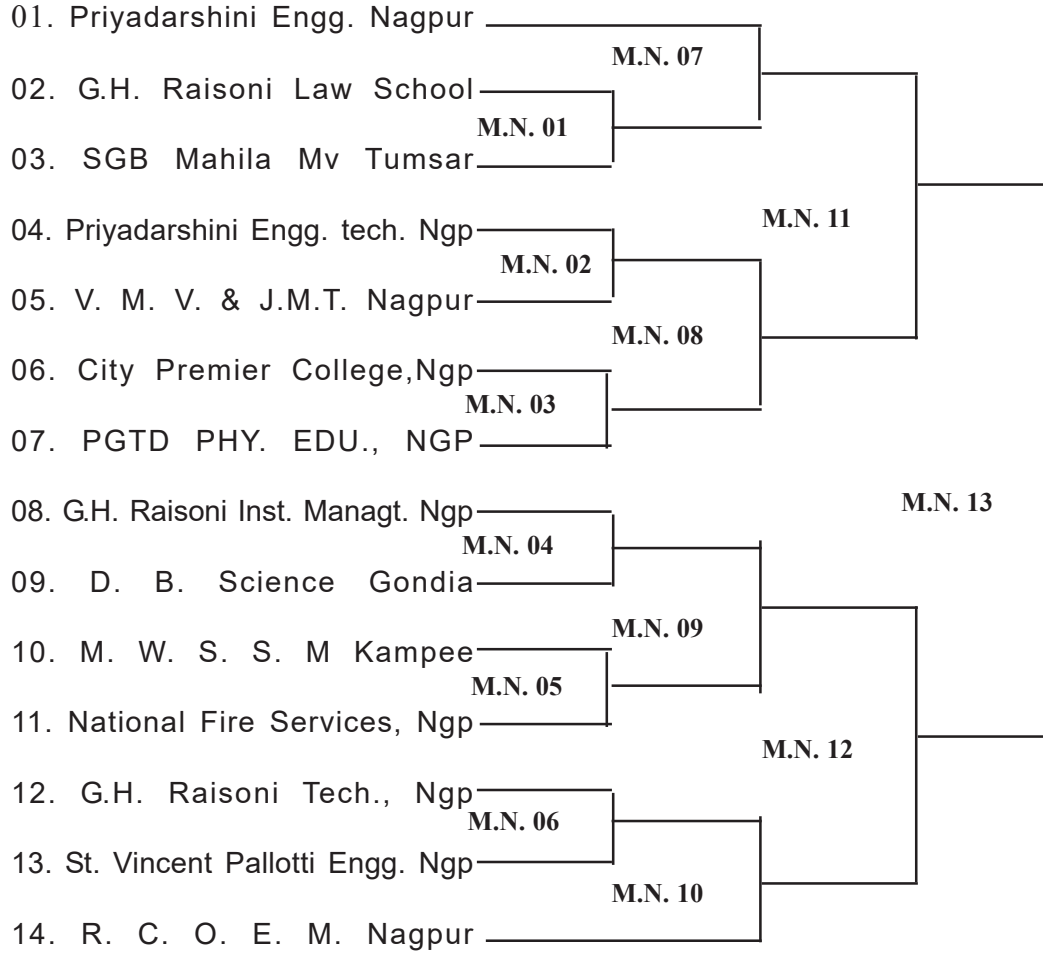 01. Priyadarshini Engg. Nagpur
M.N. 07
02. G.H. Raisoni Law School
M.N. 01
03. SGB Mahila Mv Tumsar
M.N. 11
04. Priyadarshini Engg. tech. Ngp
M.N. 02
05. V. M. V. & J.M.T. Nagpur
M.N. 08
06. City Premier College,Ngp
M.N. 03
07. PGTD PHY. EDU., NGP
M.N. 13
08. G.H. Raisoni Inst. Managt. Ngp
M.N. 04
09. D. B. Science Gondia
M.N. 09
10. M. W. S. S. M Kampee
M.N. 05
11. National Fire Services, Ngp
M.N. 12
12. G.H. Raisoni Tech., Ngp
M.N. 06
13. St. Vincent Pallotti Engg. Ngp
M.N. 10
14. R. C. O. E. M. Nagpur